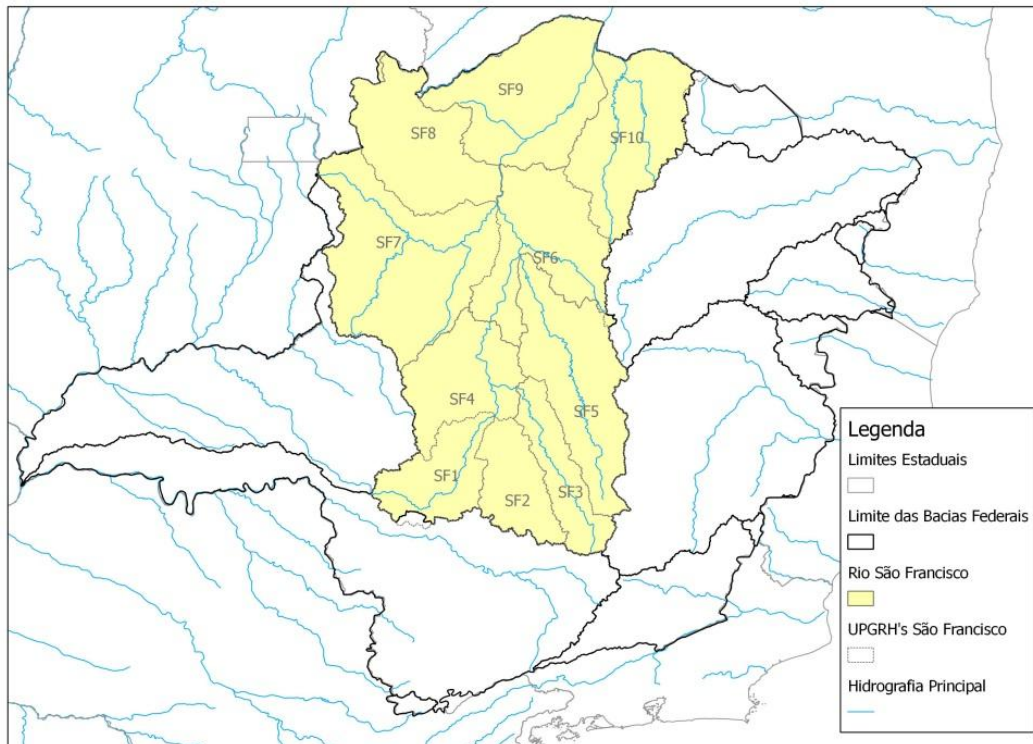 SF9
SF8
SF10
SF7
SF6
SF4
SF5
SF1
SF2
SF3
Legenda
Limites Estaduais
Limite das Bacias Federais
Rio São Francisco
UPGRH's São Francisco
Hidrografia Principal